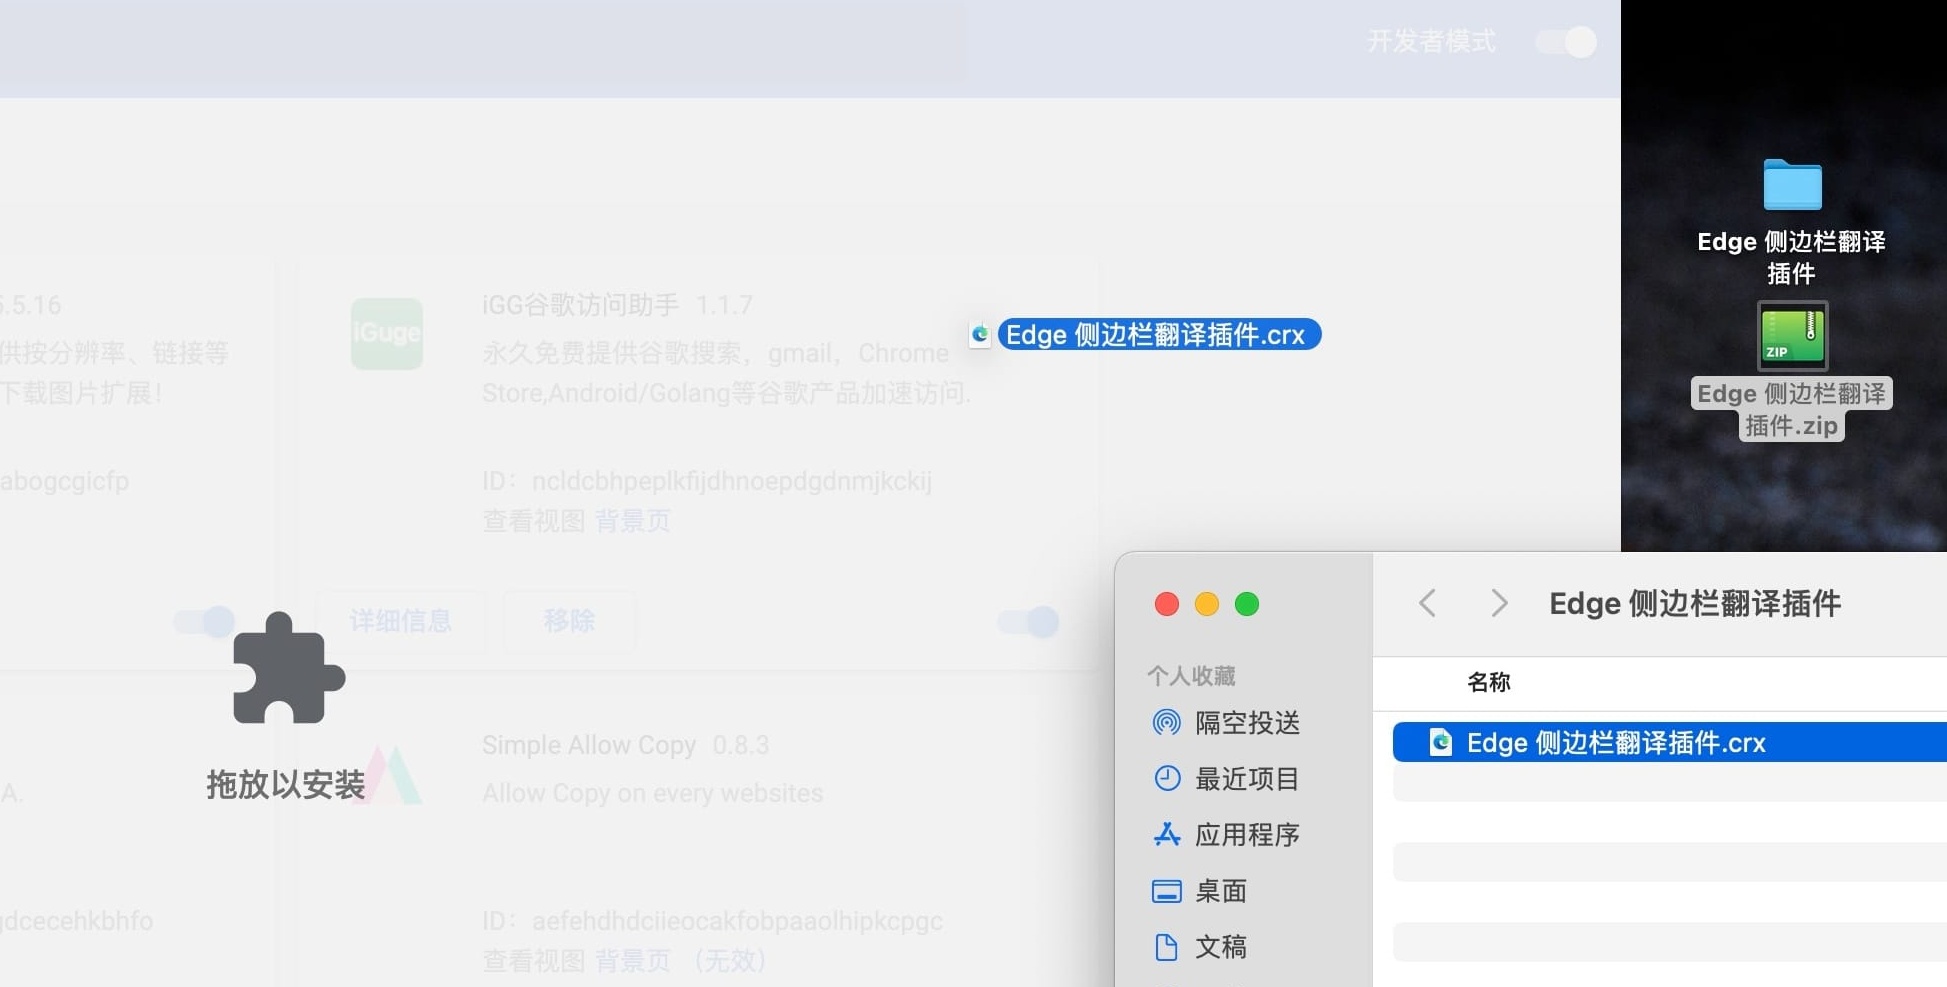 开发者模式
5.5.16
供按分辨率、链接等
下载图片扩展！
abogcgicfp
iGuge
iGG谷歌访问助手 1.1.7
永久免费提供谷歌搜索，gmail，Chrome
Store,Android/Golang等谷歌产品加速访问.
ID： ncldcbhpeplkfijdhnoepdgdnmjkckij
查看视图 背景页
详细信息 移除
Edge 侧边栏翻译插件.crx
Edge 侧边栏翻译
插件
ZIP
Edge 侧边栏翻译
插件.zip
拖放以安装
A.
Simple Allow Copy 0.8.3
Allow Copy on every websites
gdcecehkbhfo
ID： aefehdhdciieocakfobpaaolhipkcpgc
查看视图 背景页 （无效）
Edge 侧边栏翻译插件
个人收藏
隔空投送
最近项目
应用程序
桌面
文稿
名称
Edge 侧边栏翻译插件.crx